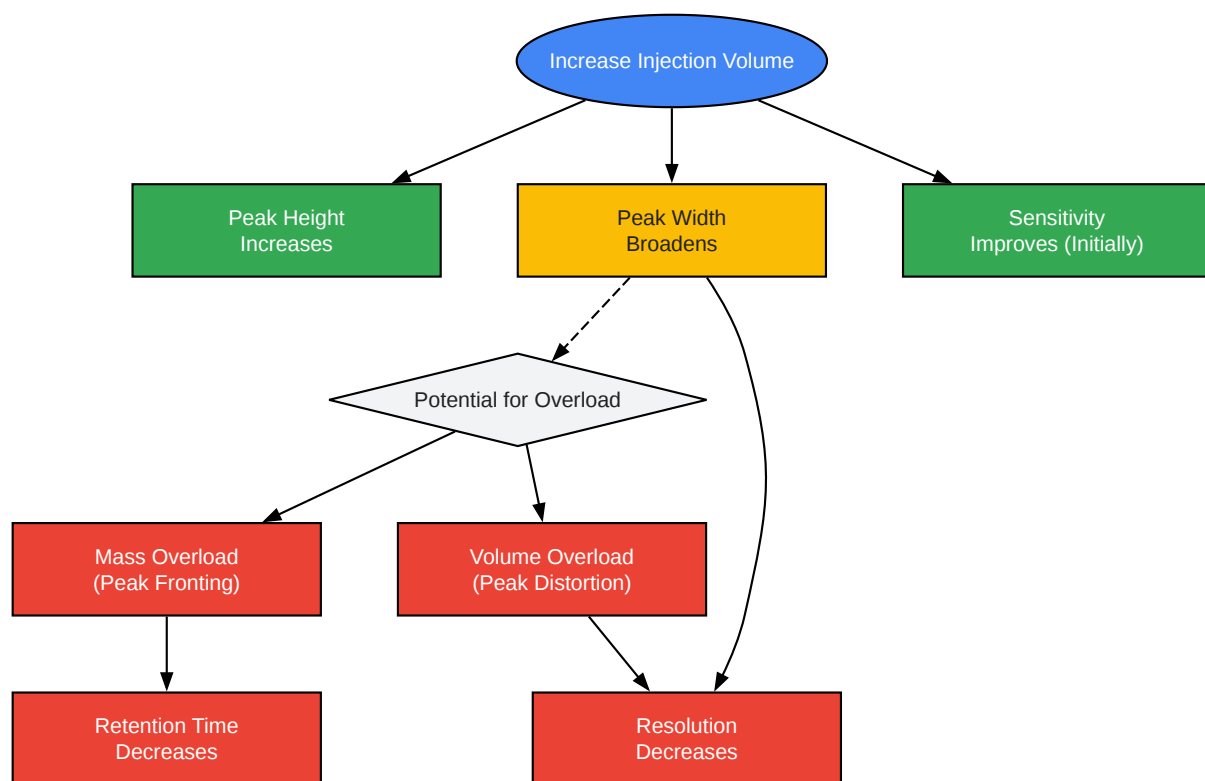 Increase Injection Volume
Peak Height
Increases
Peak Width
Broadens
Sensitivity
Improves (Initially)
Potential for Overload
Mass Overload
(Peak Fronting)
Volume Overload
(Peak Distortion)
Retention Time
Decreases
Resolution
Decreases